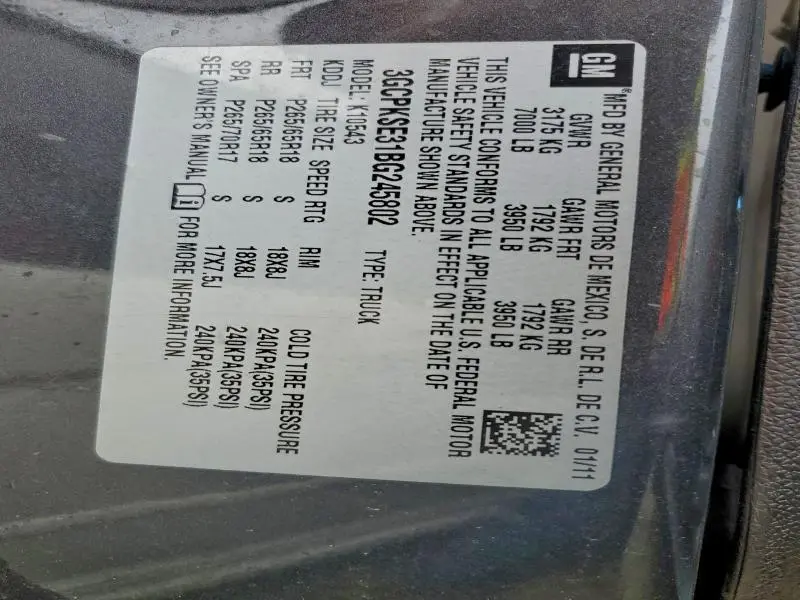 GM
®MFD BY GENERAL MOTORS DE MEXICO, S. DE R.L. DE C.V. 01/11
GVWR GAWR FRT GAWR RR
3175 KG 1792 KG 1792 KG
7000 LB 3950 LB 3950 LB
THIS VEHICLE CONFORMS TO ALL APPLICABLE U.S. FEDERAL MOTOR
VEHICLE SAFETY STANDARDS IN EFFECT ON THE DATE OF
MANUFACTURE SHOWN ABOVE.
3GCPKSE31BG245802
MODEL: K10543 TYPE: TRUCK
KDDJ TIRE SIZE SPEED RTG RIM COLD TIRE PRESSURE
FRT P265/65R18 S 18X8J 240KPA(35PSI)
RR P265/65R18 S 18X8J 240KPA(35PSI)
SPA P265/70R17 S 17X7.5J 240KPA(35PSI)
SEE OWNER'S MANUAL i FOR MORE INFORMATION.